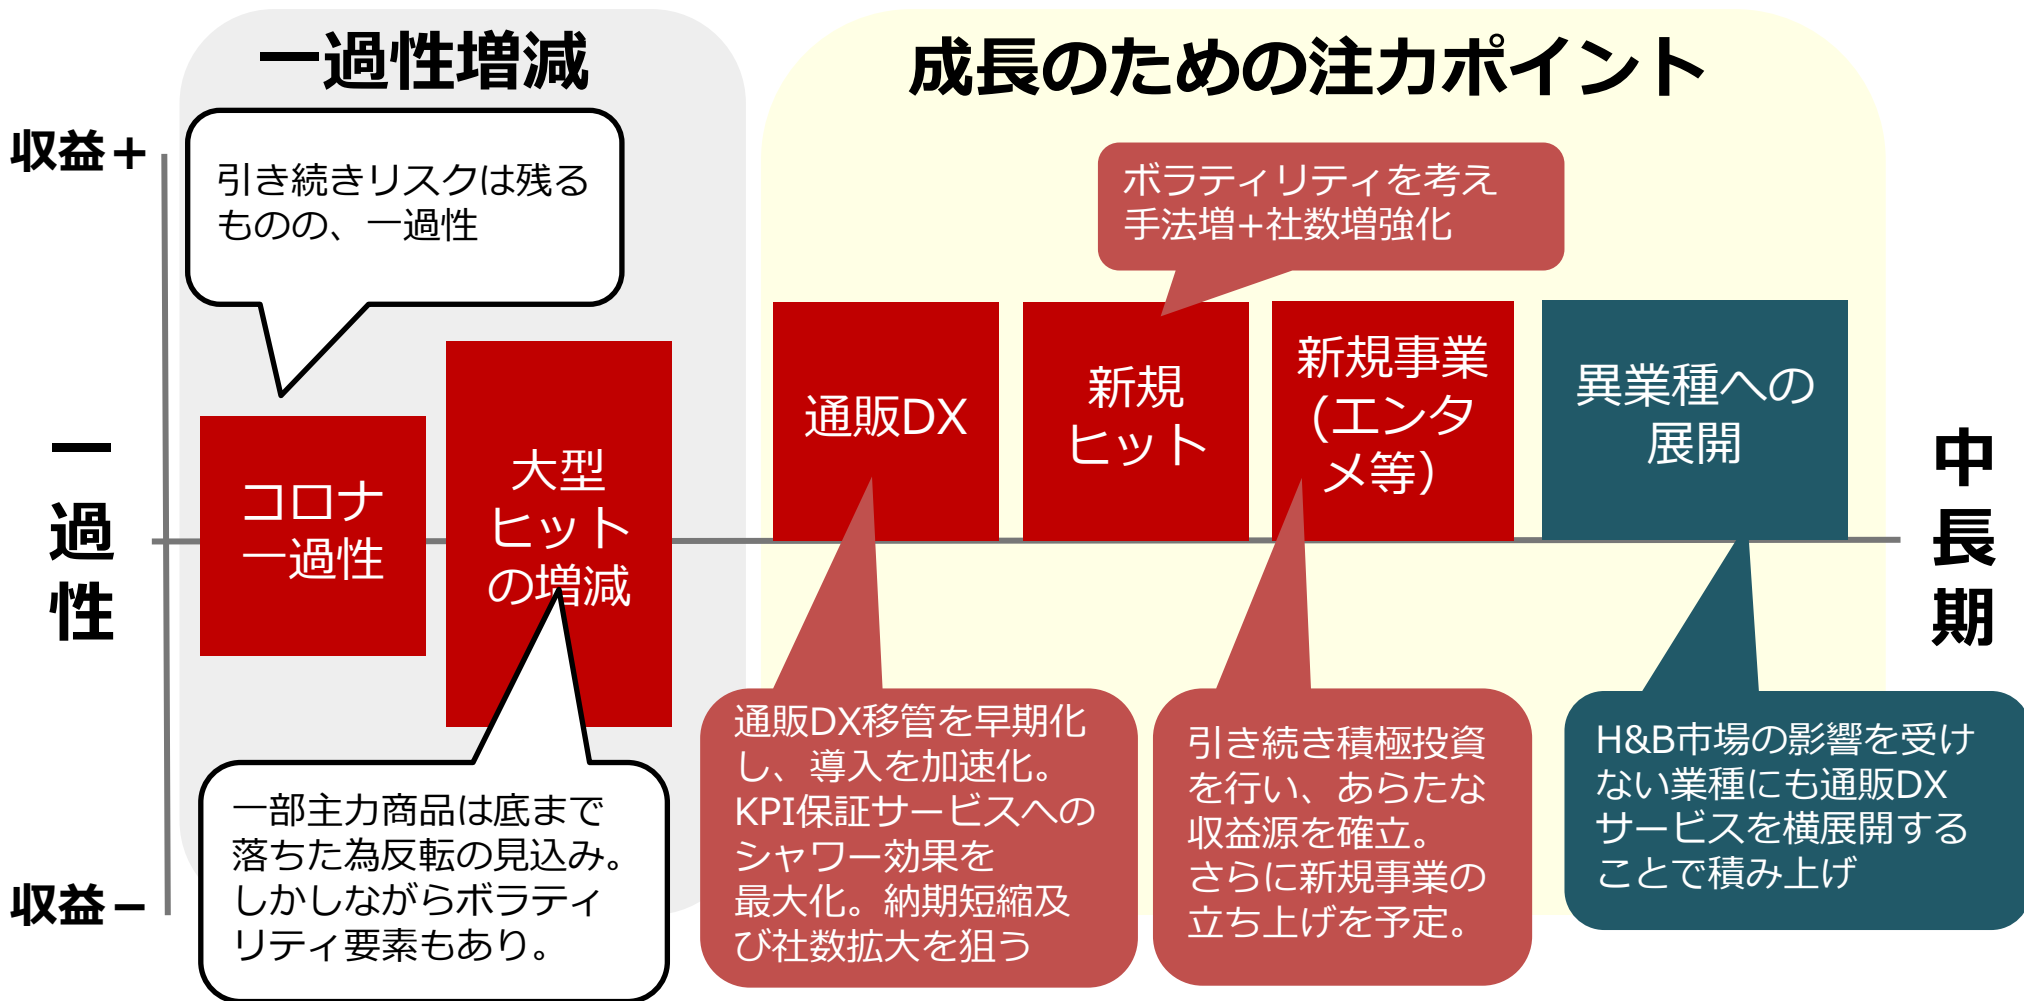 一過性増減
成長のための注力ポイント
収益＋
引き続きリスクは残る
ものの、一過性
ボラティリティを考え
手法増+社数増強化
通販DX
新規
ヒット
新規事業
（エンタ
メ等）
異業種への
展開
一
過
性
コロナ
一過性
大型
ヒット
の増減
中
長
期
収益－
一部主力商品は底まで
落ちた為反転の見込み。
しかしながらボラティ
リティ要素もあり。
通販DX移管を早期化
し、導入を加速化。
KPI保証サービスへの
シャワー効果を
最大化。納期短縮及
び社数拡大を狙う
引き続き積極投資
を行い、あらたな
収益源を確立。
さらに新規事業の
立ち上げを予定。
H&B市場の影響を受け
ない業種にも通販DX
サービスを横展開する
ことで積み上げ